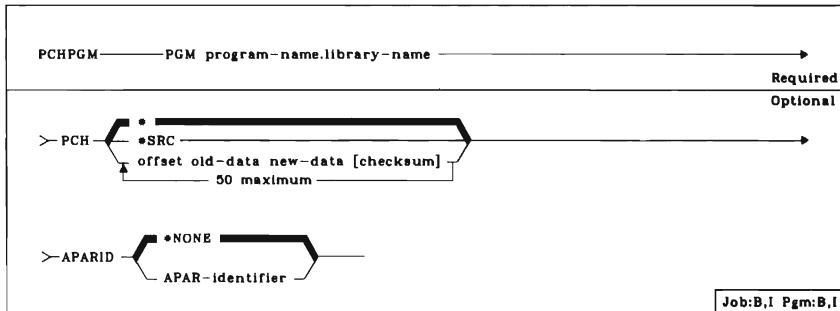 PCHPGM PGM program-name.library-name
Required
Optional
*
PCH *SRC
offset old-data new-data [checksum]
50 maximum
*NONE
APARID
APAR-identifier
Job:B,I Pgm:B,I